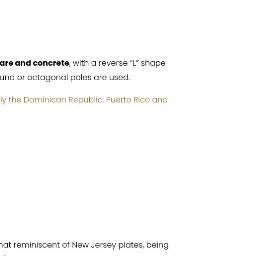 are and concrete, with a reverse “L” shape
und or octagonal poles are used.
ly the Dominican Republic, Puerto Rico and
hat reminiscent of New Jersey plates, being